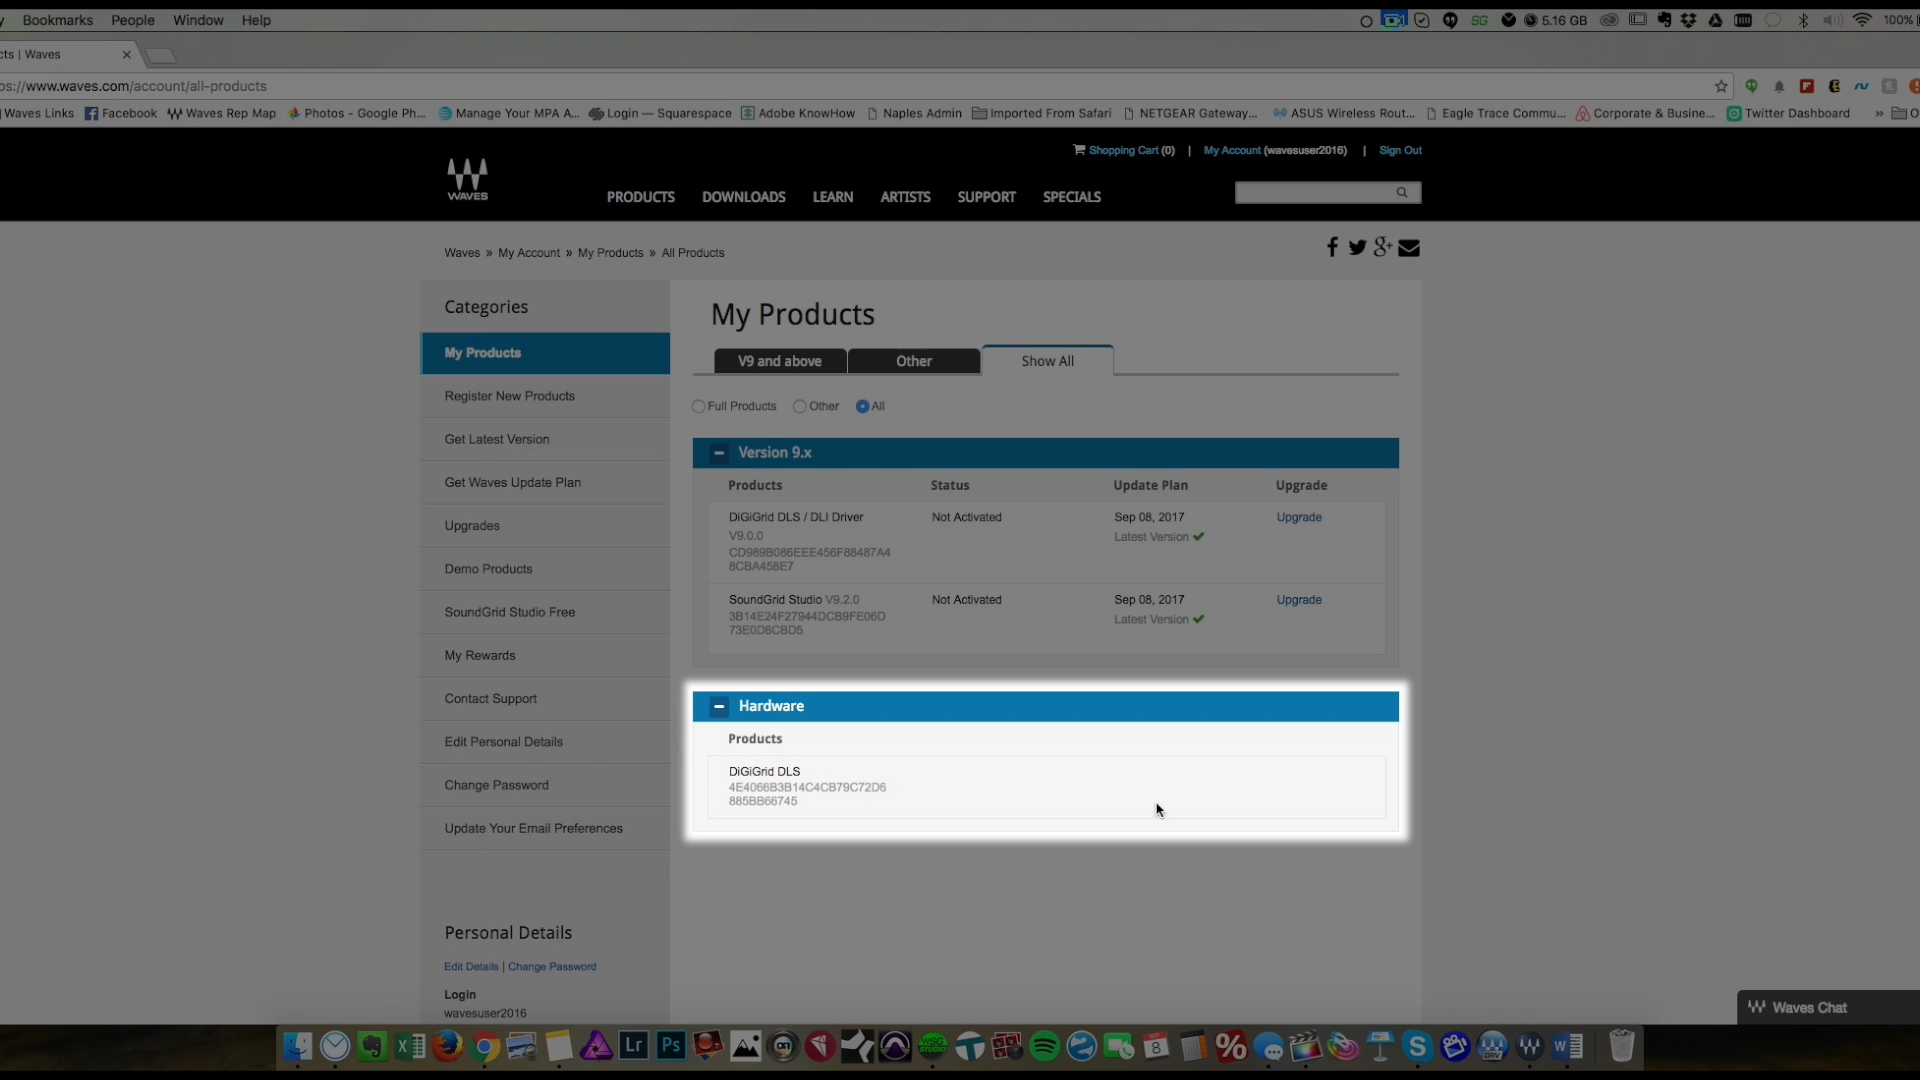 Bookmarks People Window Help SG 5.16 GB 100%
cts | Waves
ps://www.waves.com/account/all-products
Waves Links Facebook Waves Rep Map Photos - Google Ph... Manage Your MPA A... Login — Squarespace Adobe KnowHow Naples Admin Imported From Safari NETGEAR Gateway... ASUS Wireless Rout... Eagle Trace Commu... Corporate & Busine... Twitter Dashboard »
Shopping Cart (0) | My Account (wavesuser2016) | Sign Out
WAVES
PRODUCTS DOWNLOADS LEARN ARTISTS SUPPORT SPECIALS
Waves » My Account » My Products » All Products
Categories
My Products
Register New Products
Get Latest Version
Get Waves Update Plan
Upgrades
Demo Products
SoundGrid Studio Free
My Rewards
Contact Support
Edit Personal Details
Change Password
Update Your Email Preferences
Personal Details
Edit Details | Change Password
Login
wavesuser2016
My Products
V9 and above Other Show All
Full Products Other All
Version 9.x
Products Status Update Plan Upgrade
DiGiGrid DLS / DLI Driver Not Activated Sep 08, 2017 Upgrade
V9.0.0 Latest Version
CD989B086EEE456F88487A4
8CBA458E7
SoundGrid Studio V9.2.0 Not Activated Sep 08, 2017 Upgrade
3B14E24F27944DCB9FE06D Latest Version
73E0D6CBD5
Hardware
Products
DiGiGrid DLS
4E4066B3B14C4CB79C72D6
885BB66745
Waves Chat
Lr Ps 8